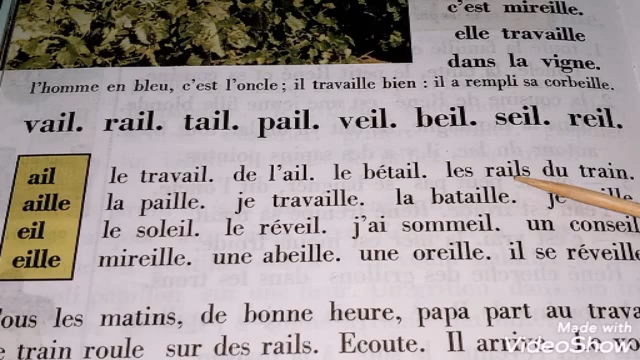 c'est mireille.
elle travaille
dans la vigne.
l'homme en bleu, c'est l'oncle; il travaille bien : il a rempli sa corbeille.
vail. rail. tail. pail. veil. beil. seil. reil.
ail le travail. de l'ail. le bétail. les rails du train.
aille la paille. je travaille. la bataille. je
eil le soleil. le réveil. j'ai sommeil. un conseil
eille mireille. une abeille. une oreille. il se réveille
ous les matins, de bonne heure, papa part au trava
e train roule sur des rails. Ecoute. Il arrive
Made with
VideoShow